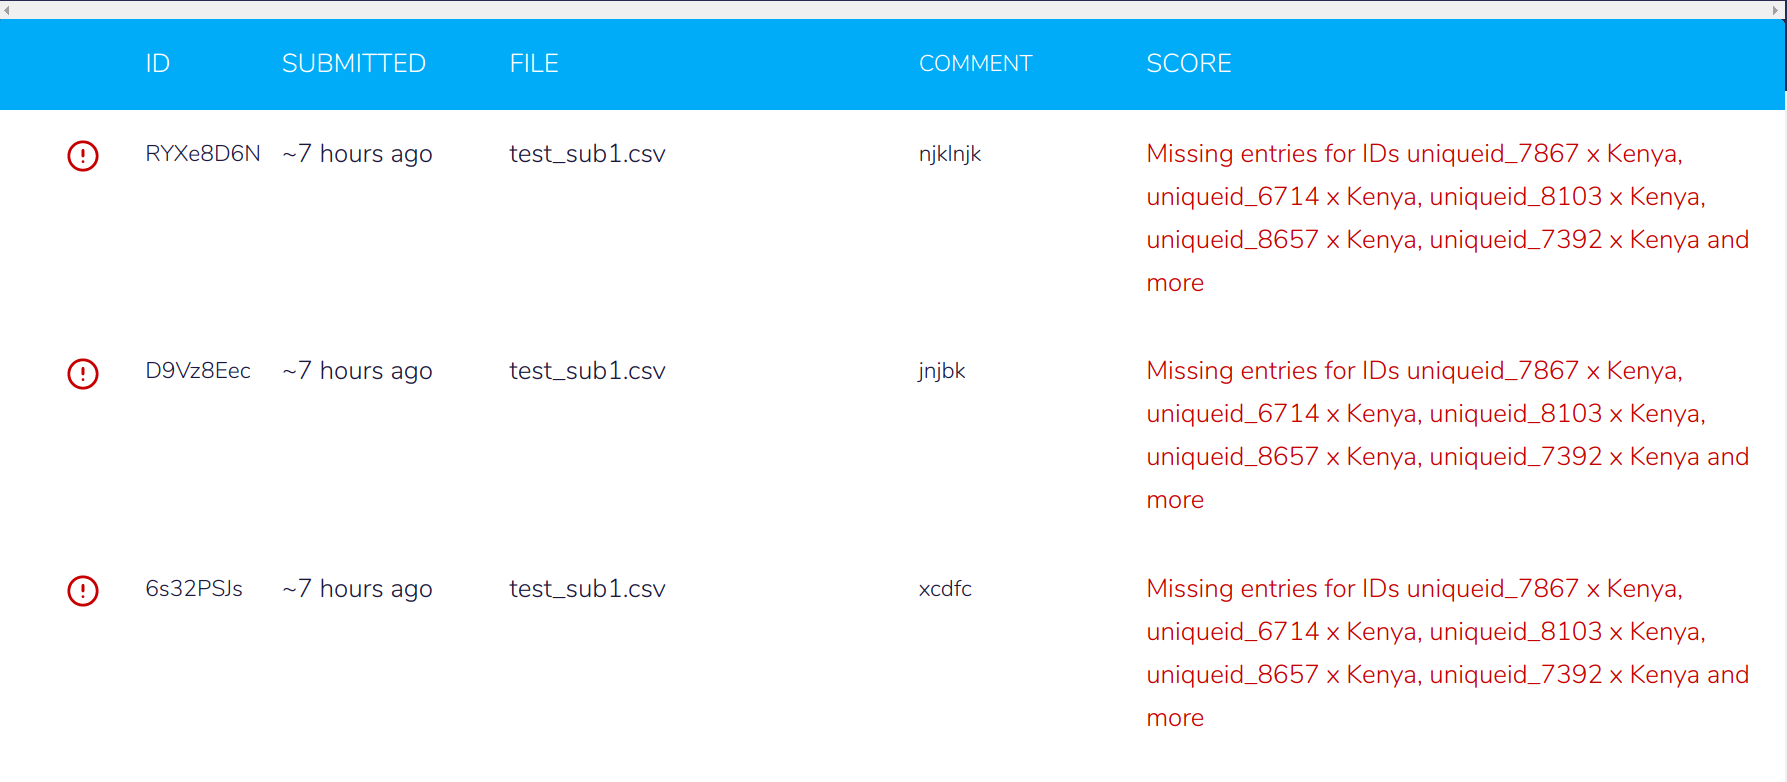 ID SUBMITTED FILE COMMENT SCORE
RYXe8D6N ~7 hours ago test_sub1.csv njklnjk Missing entries for IDs uniqueid_7867 x Kenya,
uniqueid_6714 x Kenya, uniqueid_8103 x Kenya,
uniqueid_8657 x Kenya, uniqueid_7392 x Kenya and
more
D9Vz8Eec ~7 hours ago test_sub1.csv jnjbk Missing entries for IDs uniqueid_7867 x Kenya,
uniqueid_6714 x Kenya, uniqueid_8103 x Kenya,
uniqueid_8657 x Kenya, uniqueid_7392 x Kenya and
more
6s32PSJs ~7 hours ago test_sub1.csv xcdfc Missing entries for IDs uniqueid_7867 x Kenya,
uniqueid_6714 x Kenya, uniqueid_8103 x Kenya,
uniqueid_8657 x Kenya, uniqueid_7392 x Kenya and
more